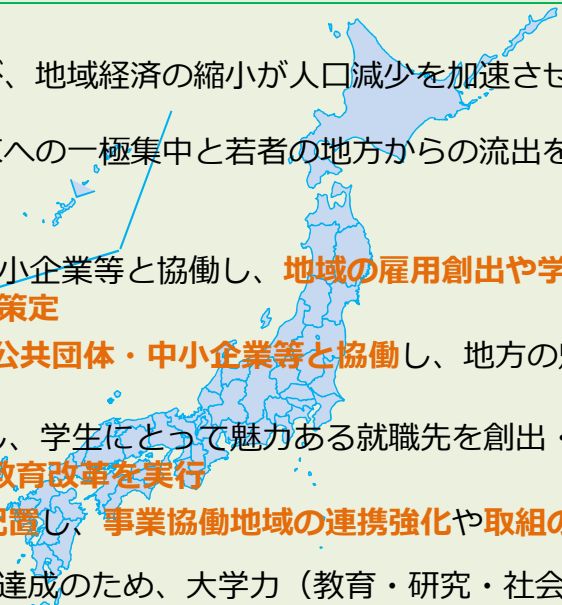 、地域経済の縮小が人口減少を加速させ
への一極集中と若者の地方からの流出を
小企業等と協働し、地域の雇用創出や学
策定
公共団体・中小企業等と協働し、地方の
し、学生にとって魅力ある就職先を創出・
教育改革を実行
配置し、事業協働地域の連携強化や取組の
達成のため、大学力（教育・研究・社会